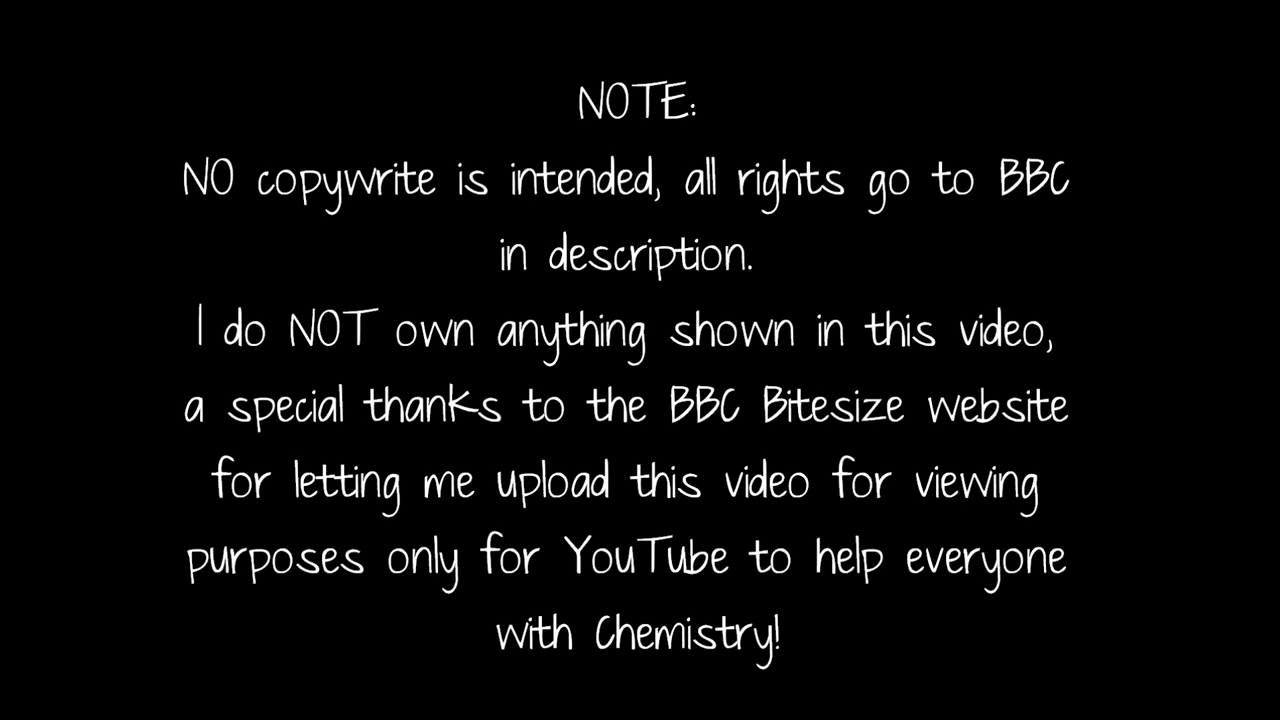 NOTE:
NO copywrite is intended, all rights go to BBC
in description.
I do NOT own anything shown in this video,
a special thanks to the BBC Bitesize website
for letting me upload this video for viewing
purposes only for YouTube to help everyone
with Chemistry!